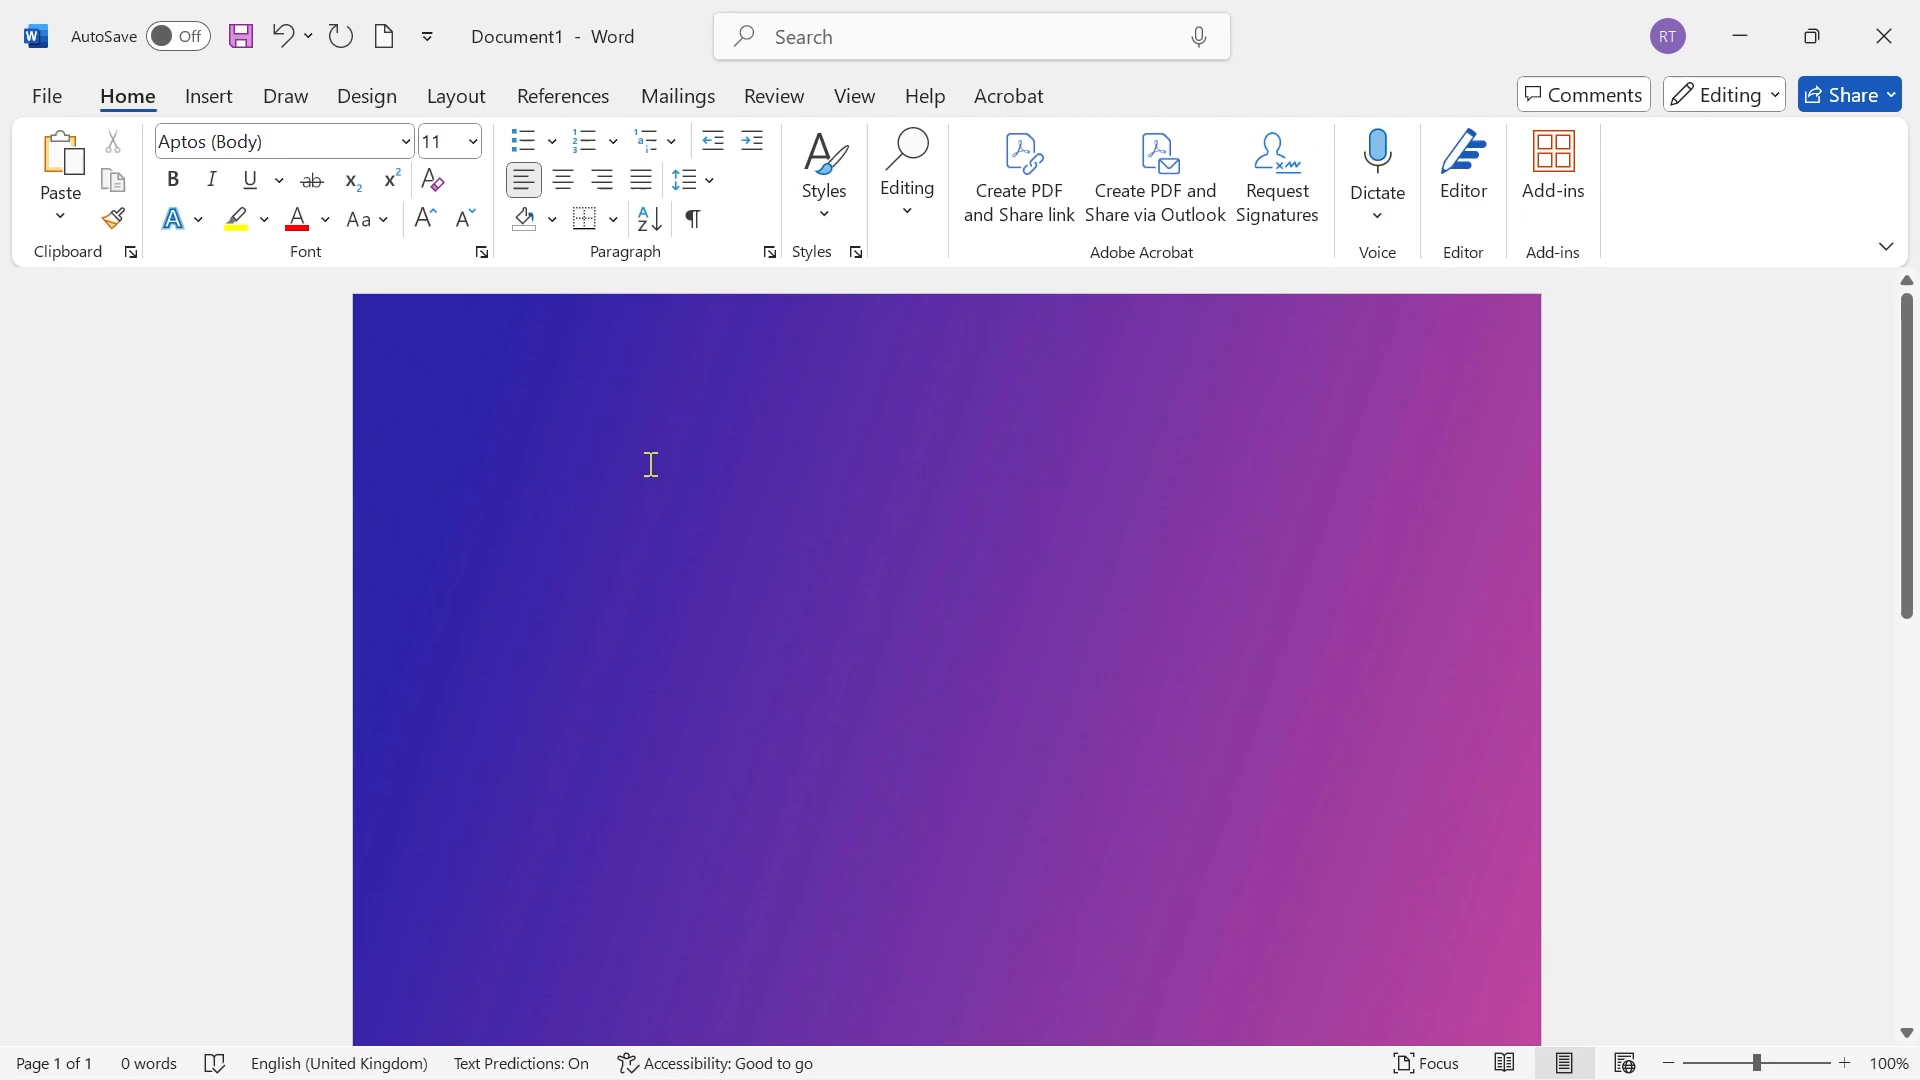 AutoSave Off Document1 - Word Search RT
File Home Insert Draw Design Layout References Mailings Review View Help Acrobat Comments Editing Share
Paste
Aptos (Body) 11
Styles
Editing
Create PDF
and Share link
Create PDF and
Share via Outlook
Request
Signatures
Dictate
Editor
Add-ins
Clipboard Font Paragraph Styles Adobe Acrobat Voice Editor Add-ins
Page 1 of 1 0 words English (United Kingdom) Text Predictions: On Accessibility: Good to go Focus 100%